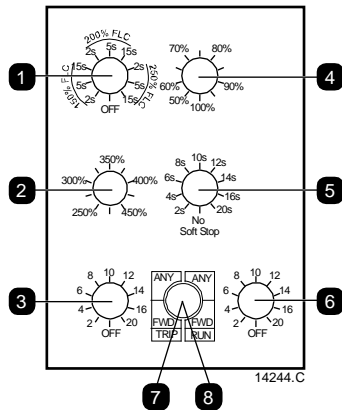 200% FLC
2s 5s 15s
150% FLC
15s
5s
2s
250% FLC
2s
5s
15s
OFF
1
70% 80%
60% 90%
50% 100%
4
350%
300% 400%
250% 450%
2
10s
8s 12s
6s 14s
4s 16s
2s 20s
No
Soft Stop
5
10
8 12
6 14
4 16
2 20
OFF
3
ANY ANY
FWD FWD
TRIP RUN
10
8 12
6 14
4 16
2 20
OFF
6
14244.C
7 8